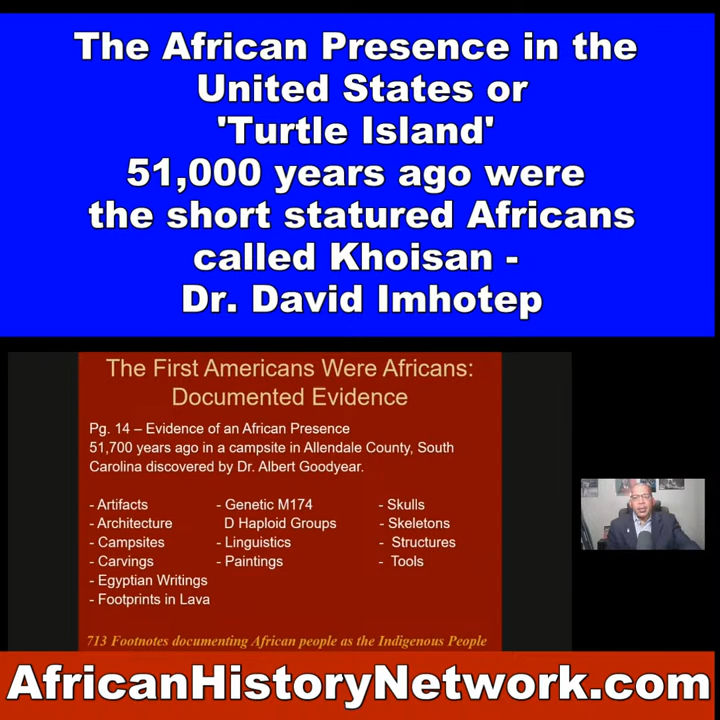 The African Presence in the
United States or
'Turtle Island'
51,000 years ago were
the short statured Africans
called Khoisan -
Dr. David Imhotep
The First Americans Were Africans:
Documented Evidence
Pg. 14 – Evidence of an African Presence
51,700 years ago in a campsite in Allendale County, South
Carolina discovered by Dr. Albert Goodyear.
- Artifacts
- Architecture
- Campsites
- Carvings
- Egyptian Writings
- Footprints in Lava
- Genetic M174
D Haploid Groups
- Linguistics
- Paintings
- Skulls
- Skeletons
- Structures
- Tools
713 Footnotes documenting African people as the Indigenous People
AfricanHistoryNetwork.com